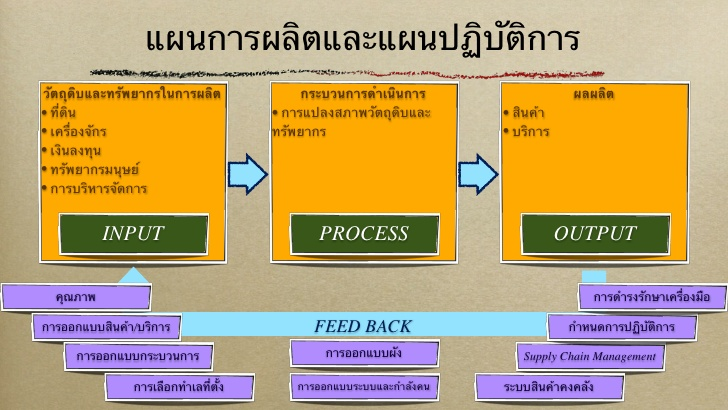 แผนการผลิตและแผนปฏิบัติการ
วัตถุดิบและทรัพยากรในการผลิต
• ที่ดิน
• เครื่องจักร
• เงินลงทุน
• ทรัพยากรมนุษย์
• การบริหารจัดการ
INPUT
กระบวนการดำเนินการ
• การแปลงสภาพวัตถุดิบและ
ทรัพยากร
PROCESS
ผลผลิต
• สินค้า
• บริการ
OUTPUT
คุณภาพ
การออกแบบสินค้า/บริการ
การออกแบบกระบวนการ
การเลือกทำเลที่ตั้ง
FEED BACK
การออกแบบผัง
การออกแบบระบบและกำลังคน
การดำรงรักษาเครื่องมือ
กำหนดการปฏิบัติการ
Supply Chain Management
ระบบสินค้าคงคลัง